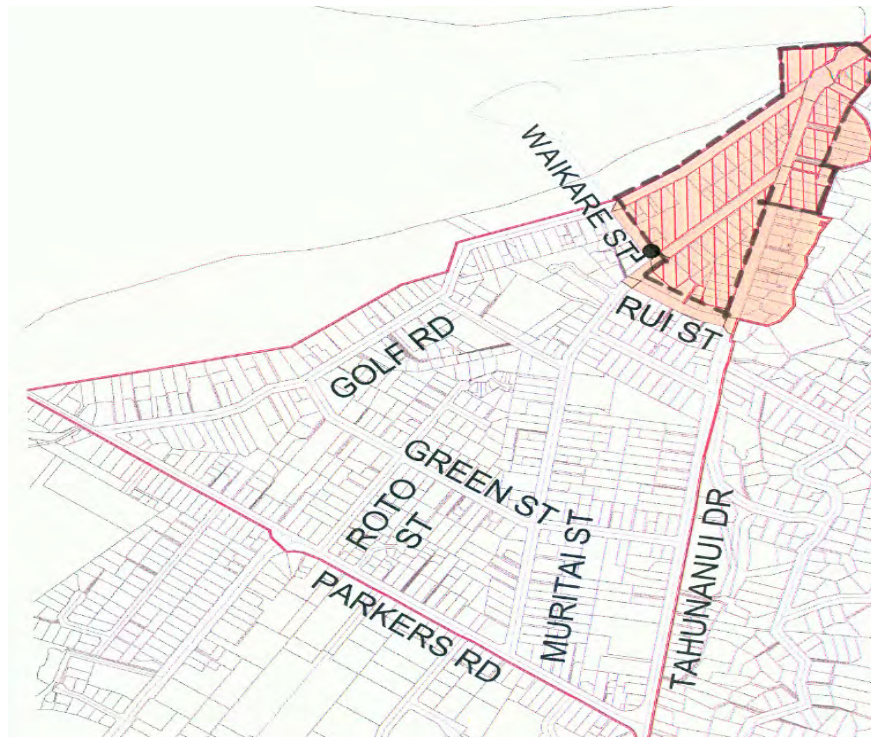 WAIKARE ST
RUI ST
GOLF RD
GREEN ST
ROTO
ST
MURITAI ST
TAHUNANUI DR
PARKERS RD